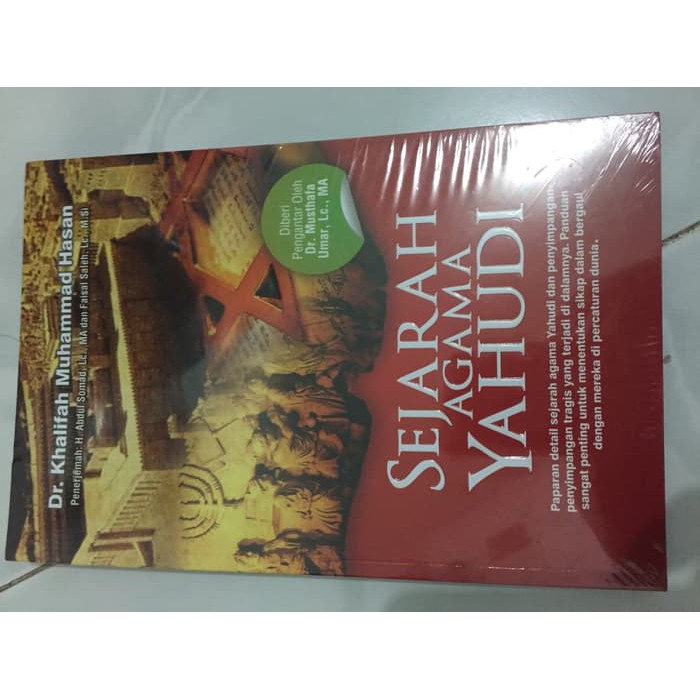 Dr. Khalifah Muhammad Hasan
Penerjemah: H. Abdul Somad, Lc., MA dan Faisal Saleh, Lc., M.Si
Diberi
Pengantar Oleh
Dr. Musthafa
Umar, Lc., MA
SEJARAH
AGAMA
YAHUDI
Paparan detail sejarah agama Yahudi dan penyimpangan-
penyimpangan tragis yang terjadi di dalamnya. Panduan
sangat penting untuk menentukan sikap dalam bergaul
dengan mereka di percaturan dunia.